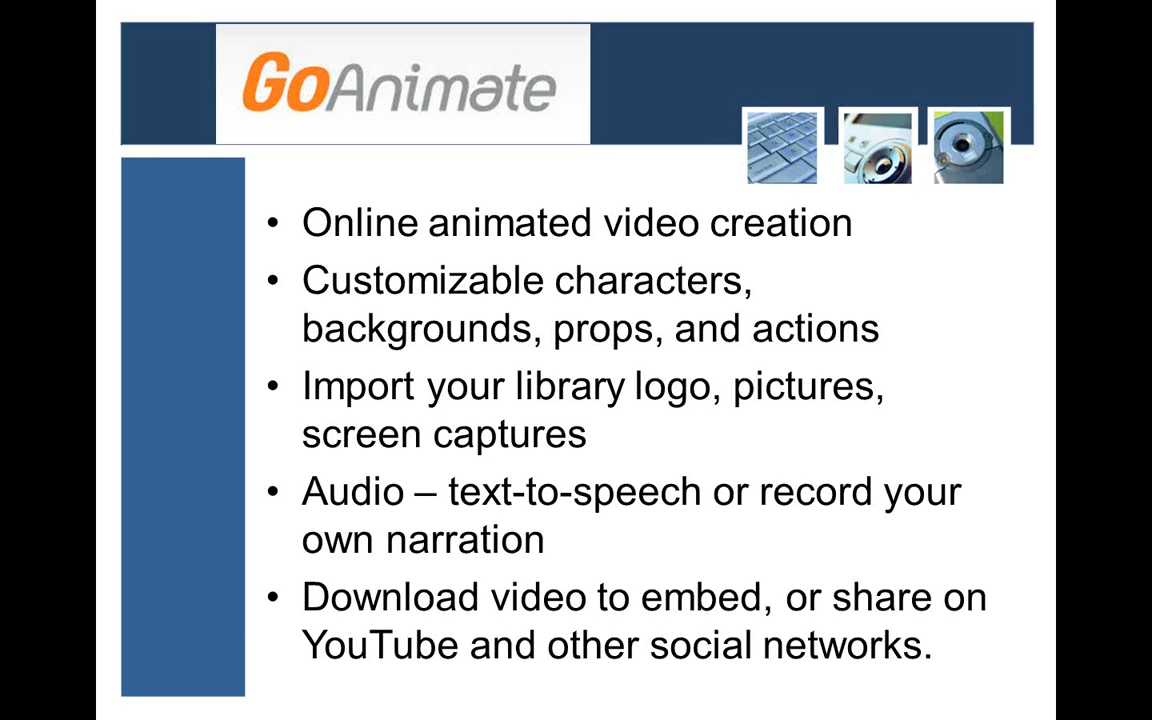 GoAnimate
• Online animated video creation
• Customizable characters,
backgrounds, props, and actions
• Import your library logo, pictures,
screen captures
• Audio – text-to-speech or record your
own narration
• Download video to embed, or share on
YouTube and other social networks.